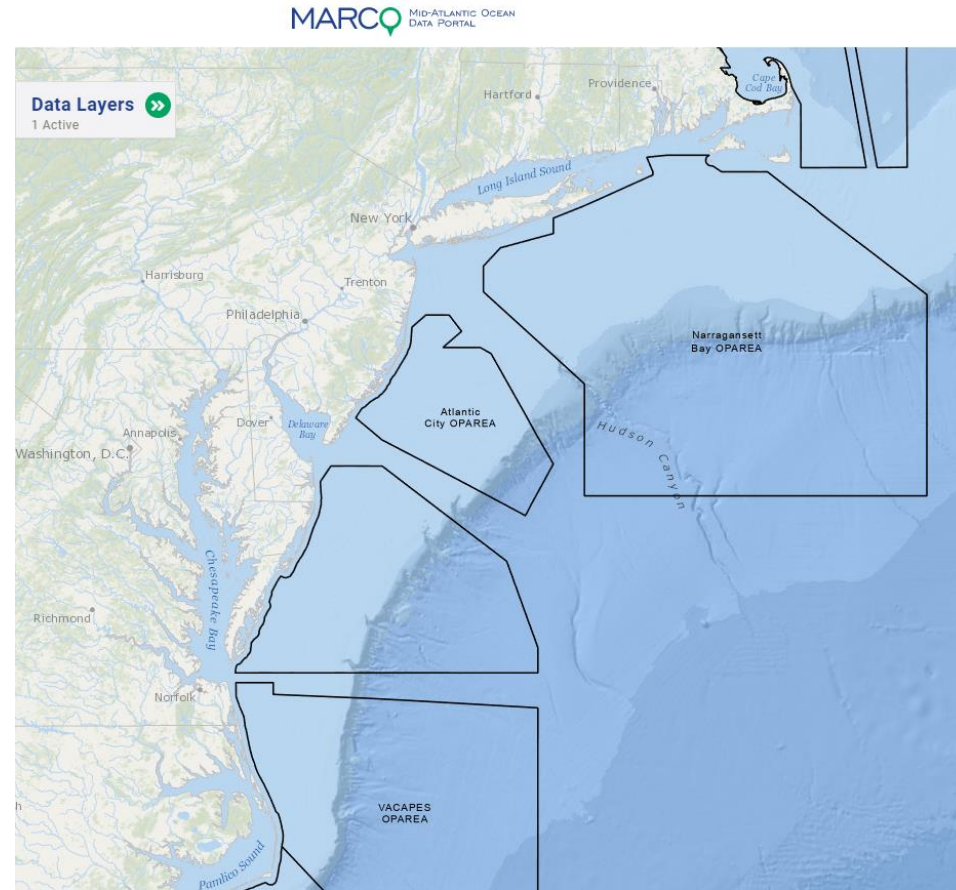 MARCO MID-ATLANTIC OCEAN
DATA PORTAL
Data Layers
1 Active
Cape
Cod Bay
Providence
Hartford
Long Island Sound
New York
Harrisburg
Trenton
Philadelphia
Narragansett
Bay OPAREA
Atlantic
City OPAREA
Dover
Delaware
Bay
Annapolis
Washington, D.C.
Hudson Canyon
Chesapeake Bay
Richmond
Norfolk
VACAPES
OPAREA
h
Pamlico Sound